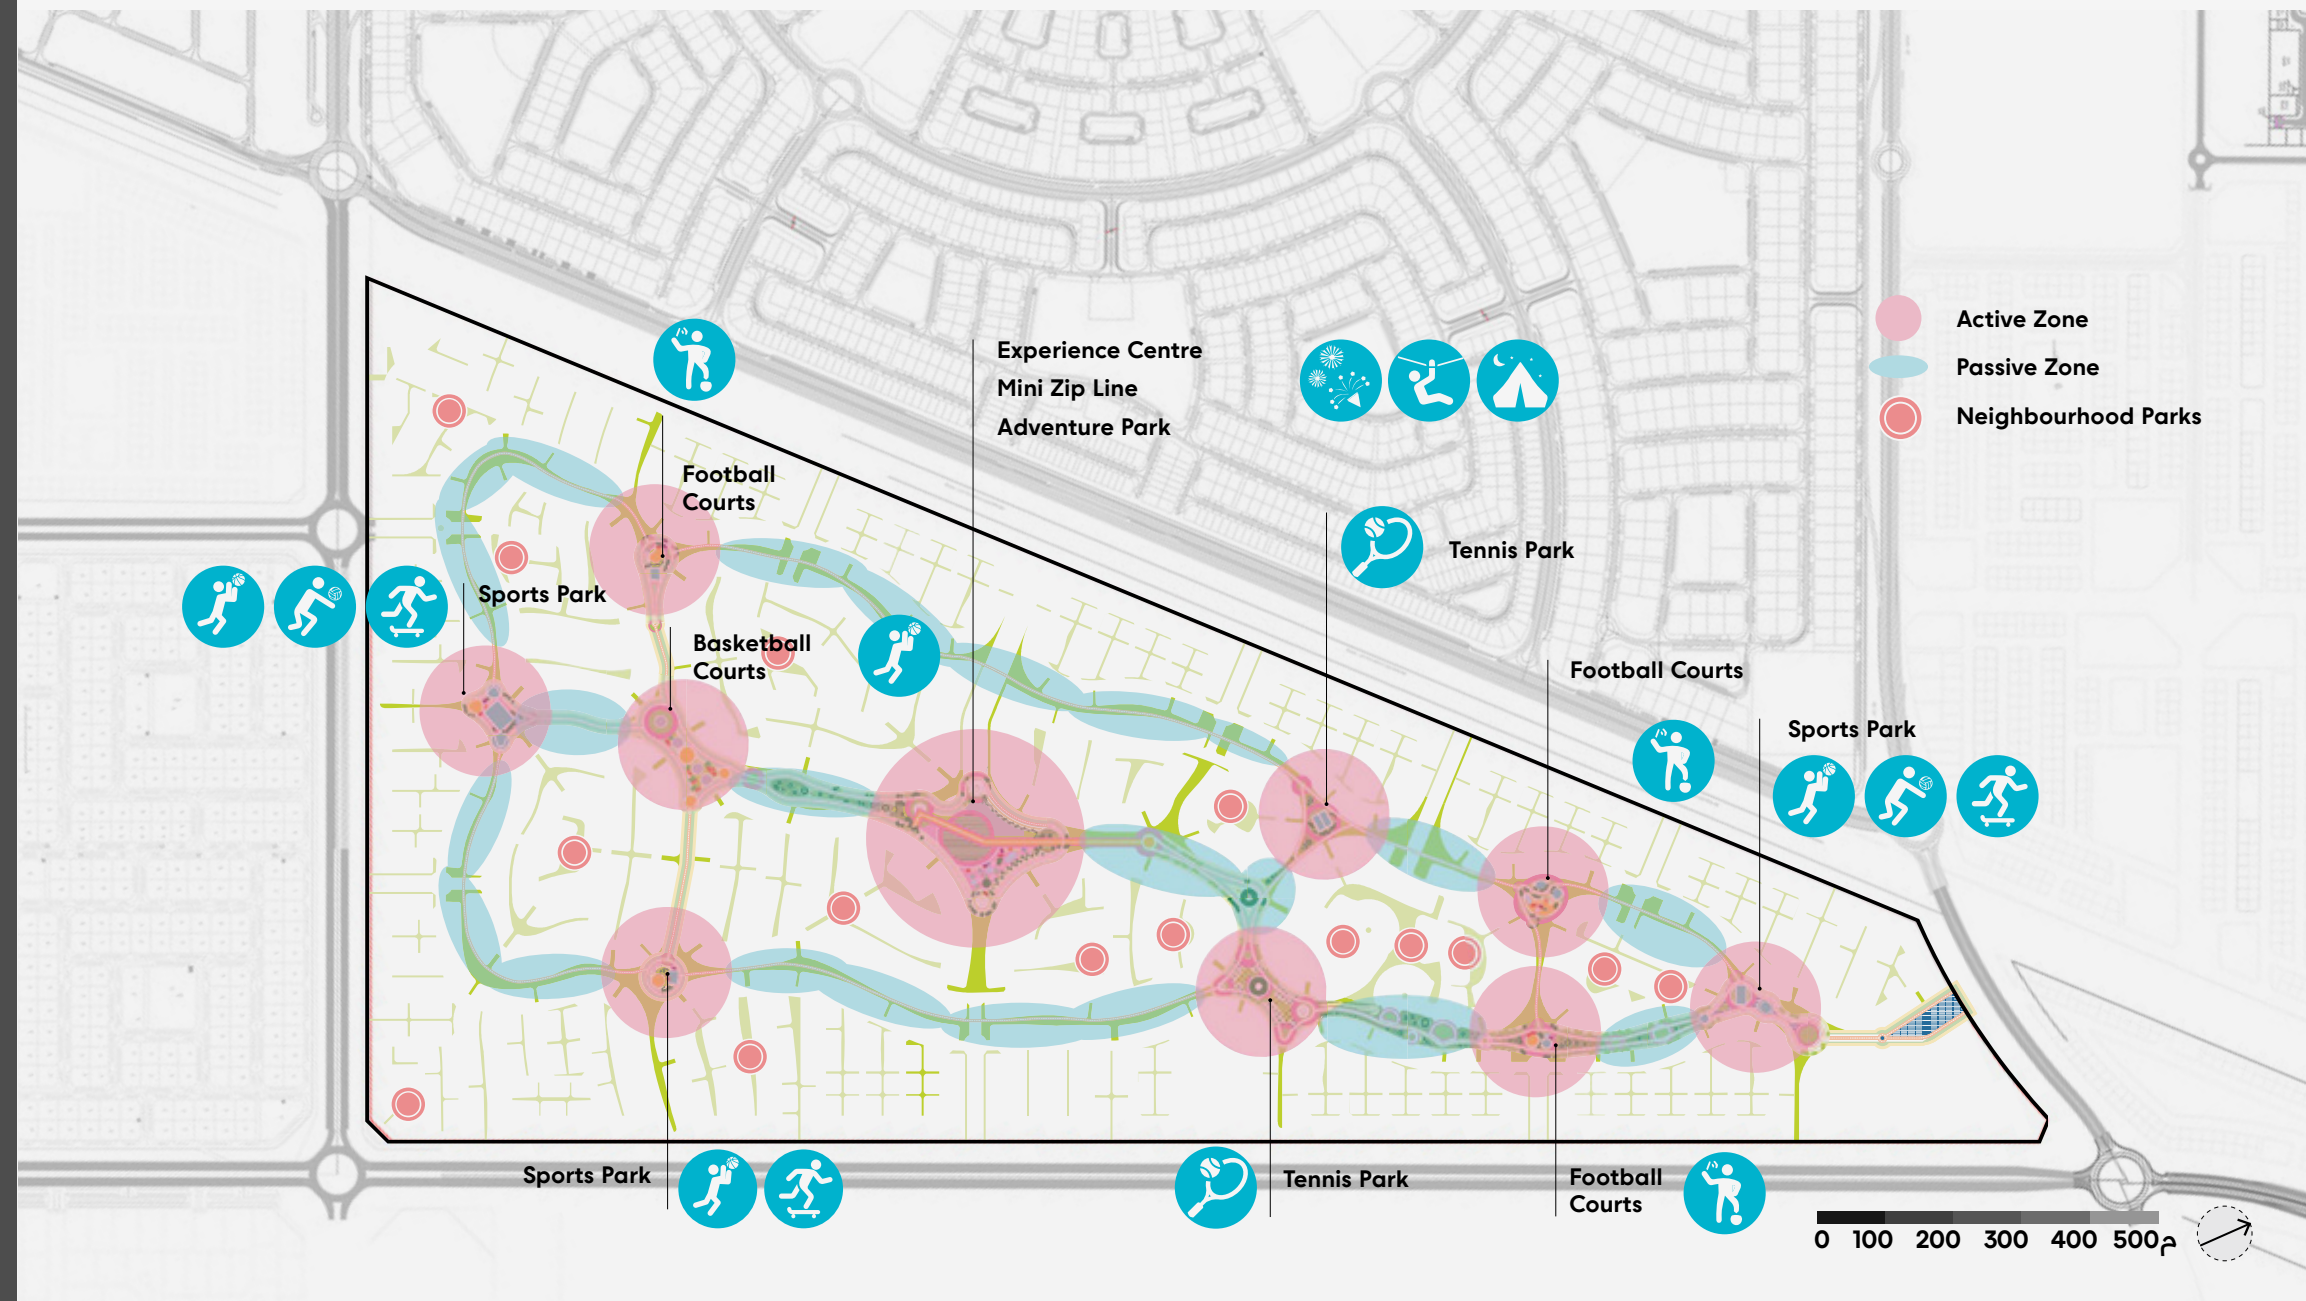 Active Zone
Passive Zone
Neighbourhood Parks
Experience Centre
Mini Zip Line
Adventure Park
Football
Courts
Tennis Park
Sports Park
Basketball
Courts
Football Courts
Sports Park
Sports Park
Tennis Park
Football
Courts
0 100 200 300 400 500م